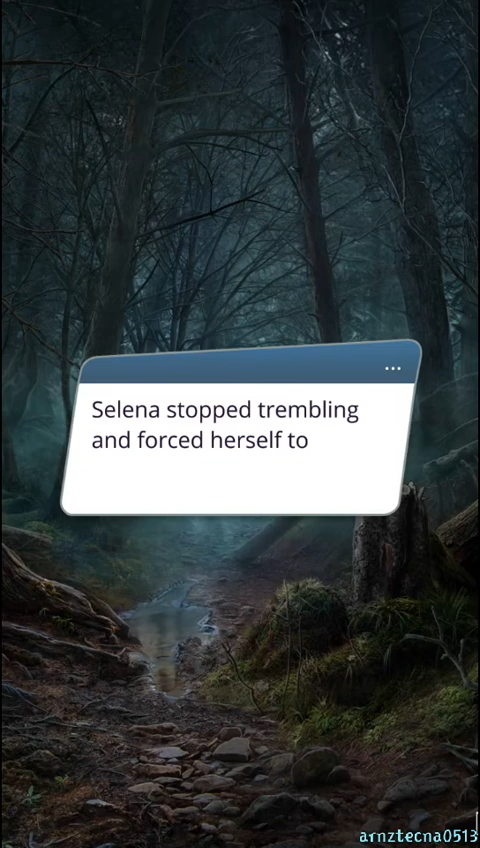 ...
Selena stopped trembling
and forced herself to
arnztecna0513